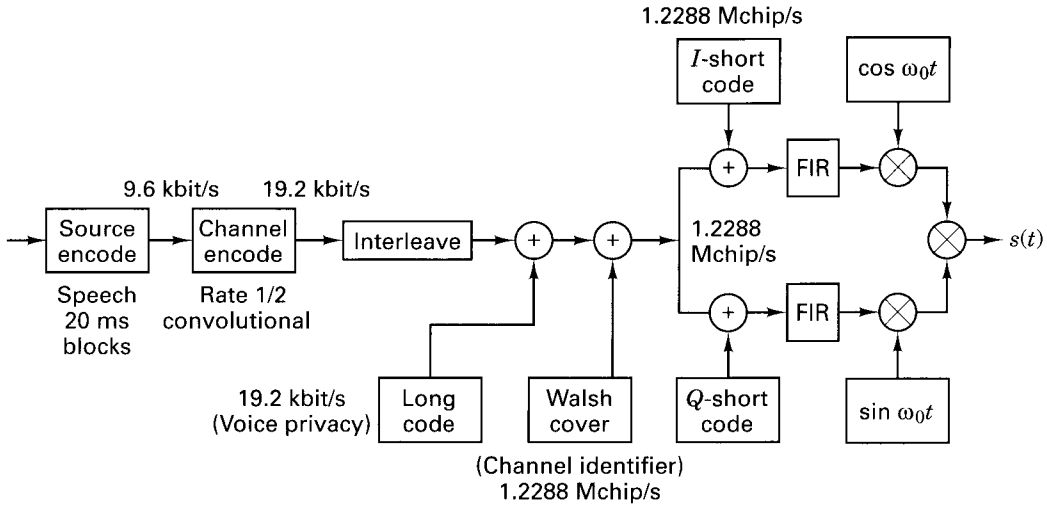 1.2288 Mchip/s
I-short
code
cos ω₀t
9.6 kbit/s
19.2 kbit/s
+
FIR
Source
encode
Channel
encode
Interleave
+
+
1.2288
Mchip/s
s(t)
Speech
20 ms
blocks
Rate 1/2
convolutional
+
FIR
19.2 kbit/s
(Voice privacy)
Long
code
Walsh
cover
Q-short
code
sin ω₀t
(Channel identifier)
1.2288 Mchip/s